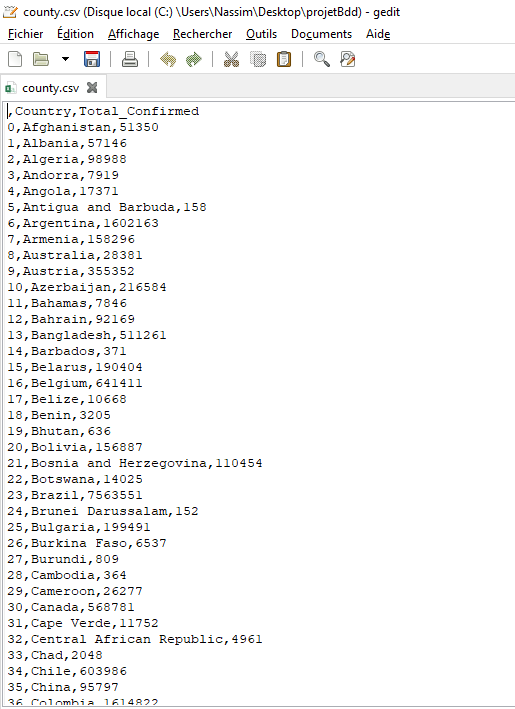 county.csv (Disque local (C:) \Users\Nassim\Desktop\projetBdd) - gedit
Fichier Édition Affichage Rechercher Outils Documents Aide
county.csv
,Country,Total_Confirmed
0,Afghanistan,51350
1,Albania,57146
2,Algeria,98988
3,Andorra,7919
4,Angola,17371
5,Antigua and Barbuda,158
6,Argentina,1602163
7,Armenia,158296
8,Australia,28381
9,Austria,355352
10,Azerbaijan,216584
11,Bahamas,7846
12,Bahrain,92169
13,Bangladesh,511261
14,Barbados,371
15,Belarus,190404
16,Belgium,641411
17,Belize,10668
18,Benin,3205
19,Bhutan,636
20,Bolivia,156887
21,Bosnia and Herzegovina,110454
22,Botswana,14025
23,Brazil,7563551
24,Brunei Darussalam,152
25,Bulgaria,199491
26,Burkina Faso,6537
27,Burundi,809
28,Cambodia,364
29,Cameroon,26277
30,Canada,568781
31,Cape Verde,11752
32,Central African Republic,4961
33,Chad,2048
34,Chile,603986
35,China,95797
36,Colombia,1614822